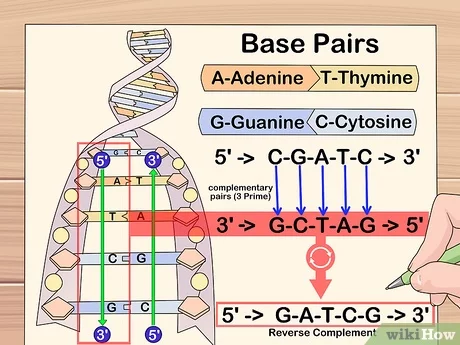 Base Pairs
A-Adenine
T-Thymine
G-Guanine
C-Cytosine
5' -> C-G-A-T-C -> 3'
complementary
pairs (3 Prime)
3' -> G-C-T-A-G -> 5'
5' -> G-A-T-C-G -> 3'
Reverse Complement
5'
G C
3'
A T
T A
C G
G C
3'
5'
wikiHow